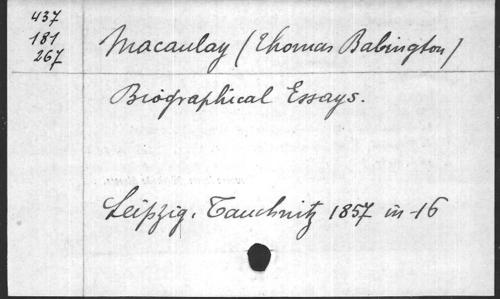 437
181
267
Macaulay (Thomas Babington)
Biographical Essays.
Leipzig. Tauchnitz 1857 in-16